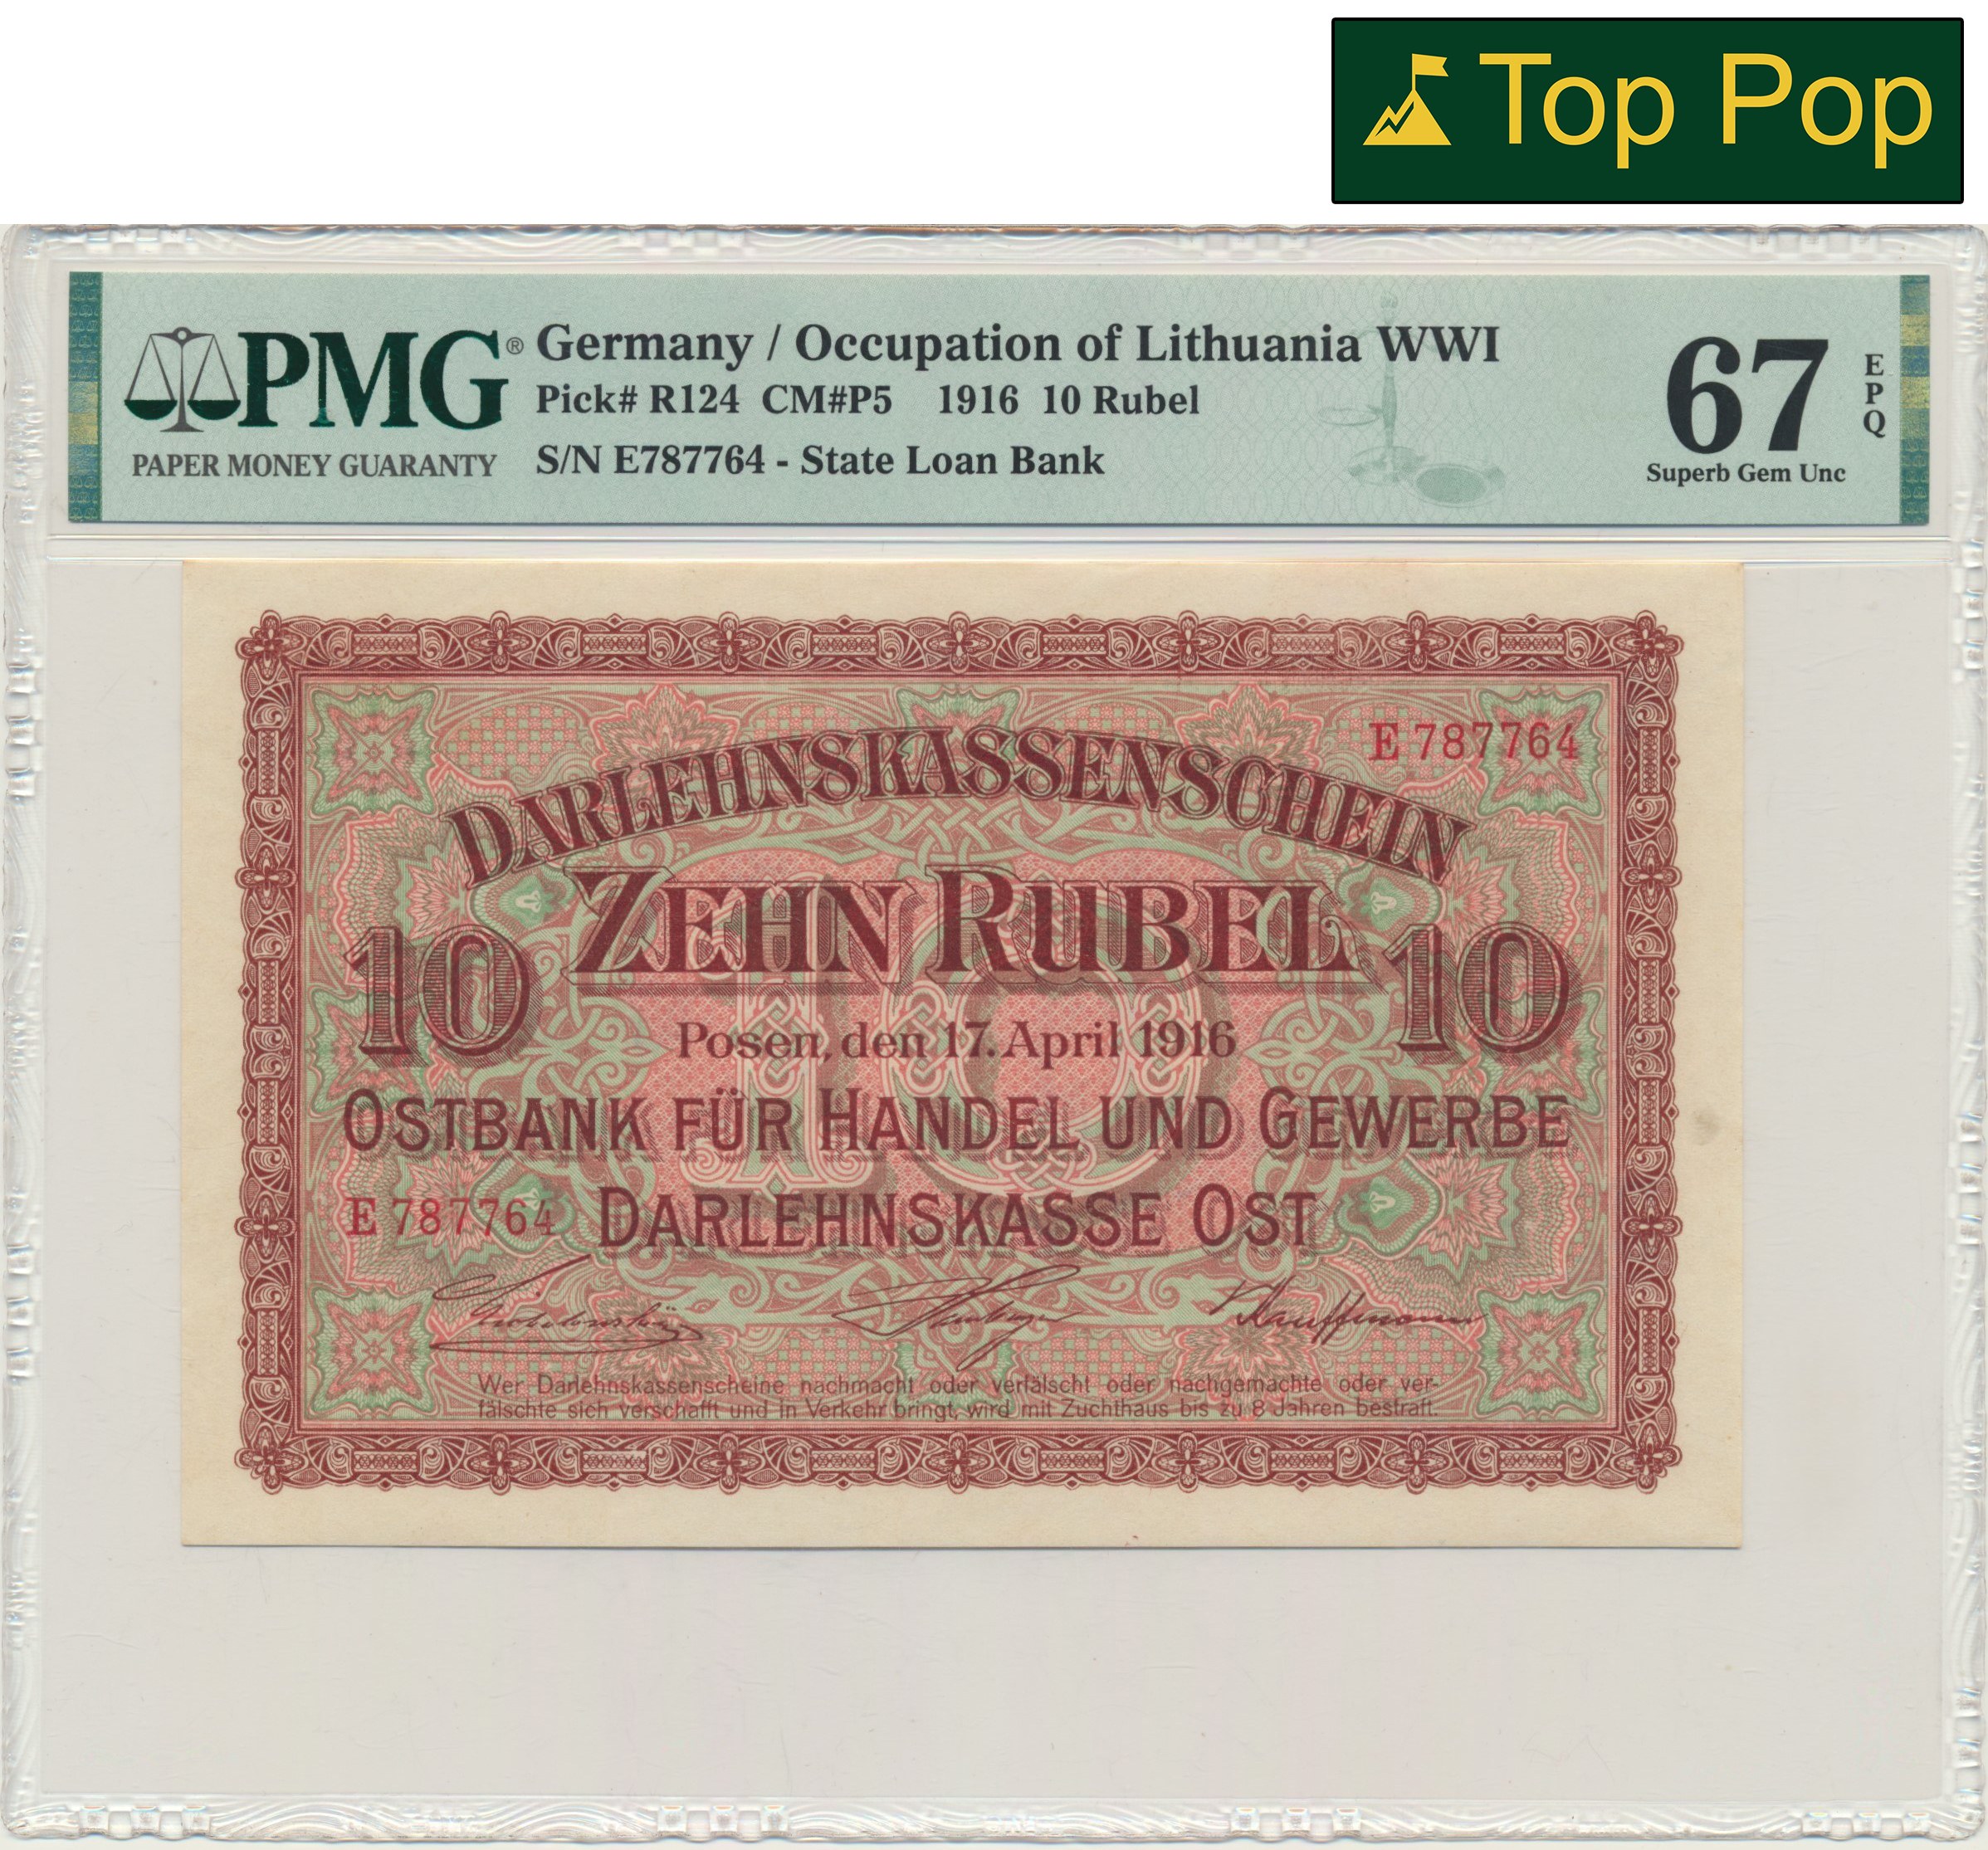 Top Pop
PMG®
PAPER MONEY GUARANTY
Germany / Occupation of Lithuania WWI
Pick# R124 CM#P5 1916 10 Rubel
S/N E787764 - State Loan Bank
67
EPQ
Superb Gem Unc
E 787764
DARLEHNSKASSENSCHEIN
ZEHN RUBEL
10
10
10
Posen, den 17. April 1916
OSTBANK FÜR HANDEL UND GEWERBE
E 787764
DARLEHNSKASSE OST
Kauffmann
Wer Darlehnskassenscheine nachmacht oder verfälscht oder nachgemachte oder ver-
fälschte sich verschafft und in Verkehr bringt, wird mit Zuchthaus bis zu 8 Jahren bestraft.